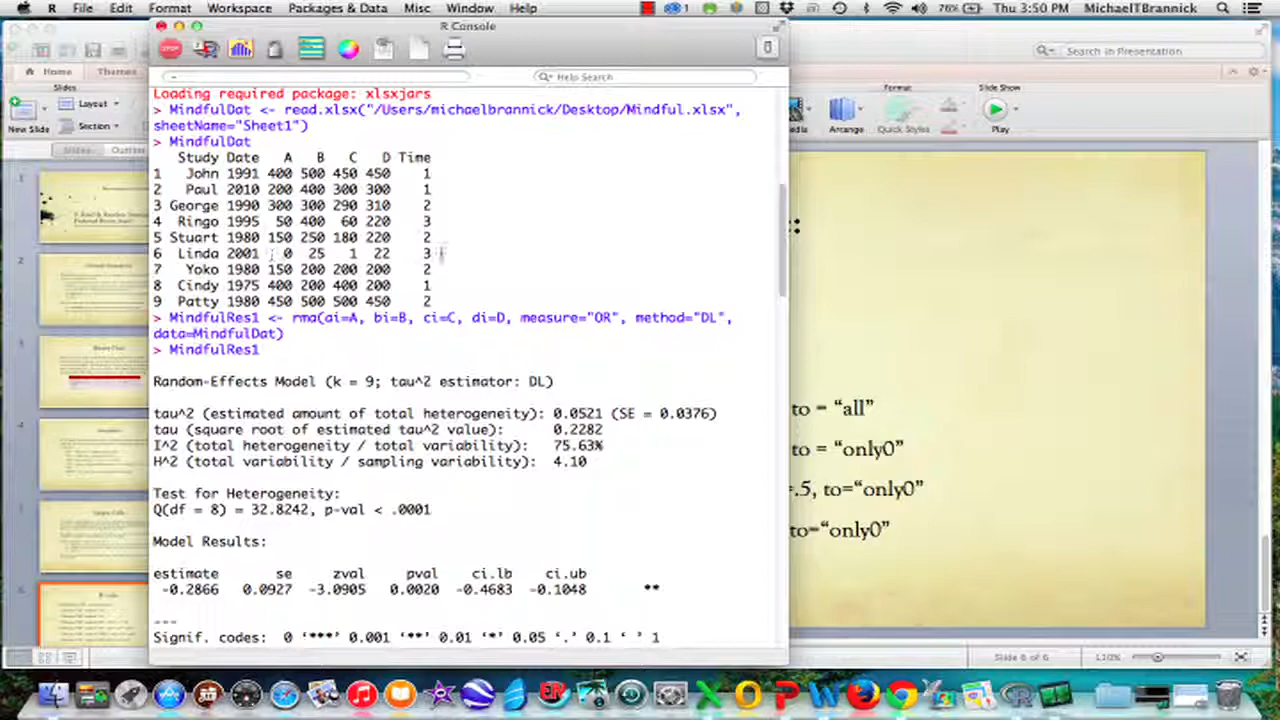 R File Edit Format Workspace Packages & Data Misc Window Help 76% Thu 3:50 PM MichaelTBrannick
R Console
Search in Presentation
Help Search
Home Themes
Format Slide Show
Slides
New Slide Layout Section
Arrange Quick Styles Play
Slides Outline
Loading required package: xlsxjars
> MindfulDat <- read.xlsx("/Users/michaelbrannick/Desktop/Mindful.xlsx",
sheetName="Sheet1")
> MindfulDat
Study Date A B C D Time
1 John 1991 400 500 450 450 1
2 Paul 2010 200 400 300 300 1
3 George 1990 300 300 290 310 2
4 Ringo 1995 50 400 60 220 3
5 Stuart 1980 150 250 180 220 2
6 Linda 2001 0 25 1 22 3
7 Yoko 1980 150 200 200 200 2
8 Cindy 1975 400 200 400 200 1
9 Patty 1980 450 500 500 450 2
> MindfulRes1 <- rma(ai=A, bi=B, ci=C, di=D, measure="OR", method="DL",
data=MindfulDat)
> MindfulRes1
Random-Effects Model (k = 9; tau^2 estimator: DL)
tau^2 (estimated amount of total heterogeneity): 0.0521 (SE = 0.0376)
tau (square root of estimated tau^2 value): 0.2282
I^2 (total heterogeneity / total variability): 75.63%
H^2 (total variability / sampling variability): 4.10
Test for Heterogeneity:
Q(df = 8) = 32.8242, p-val < .0001
Model Results:
estimate se zval pval ci.lb ci.ub
-0.2866 0.0927 -3.0905 0.0020 -0.4683 -0.1048 **
---
Signif. codes: 0 ‘***’ 0.001 ‘**’ 0.01 ‘*’ 0.05 ‘.’ 0.1 ‘ ’ 1
:
to = “all”
to = “only0”
=.5, to=“only0”
to=“only0”
Slide 6 of 6 110%